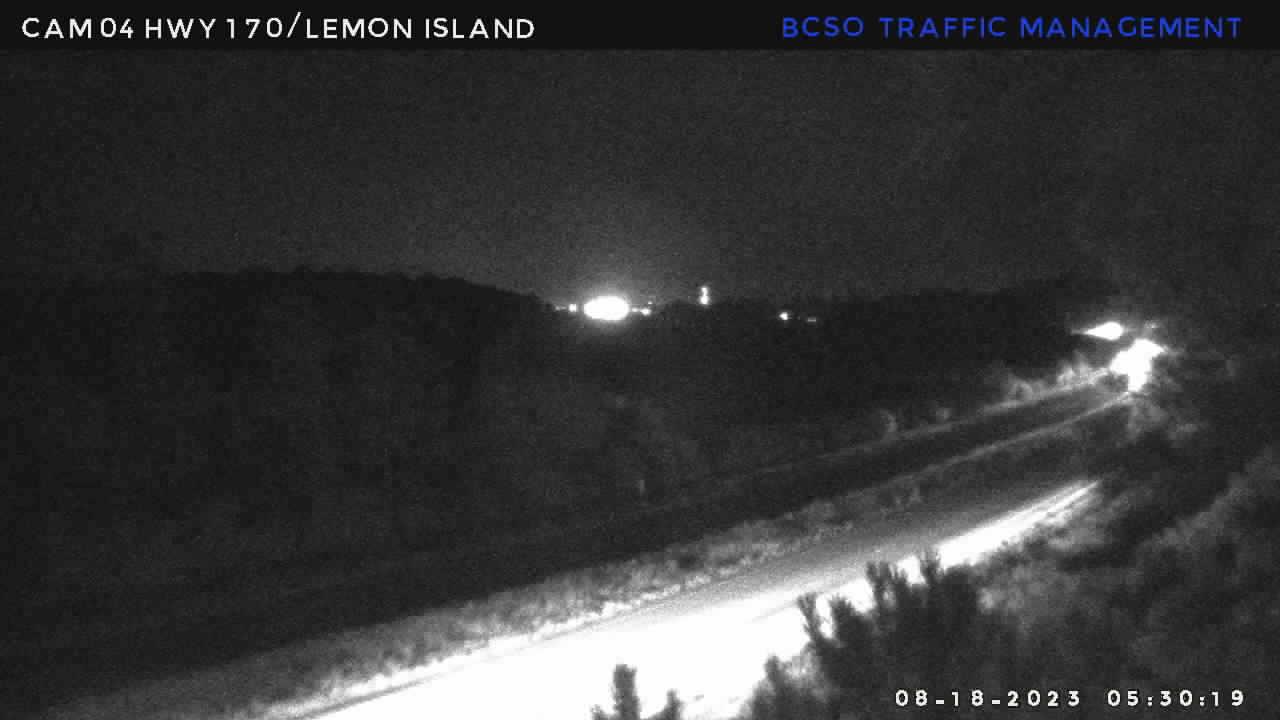 CAM04 HWY 170/LEMON ISLAND
BCSO TRAFFIC MANAGEMENT
08-18-2023 05:30:19